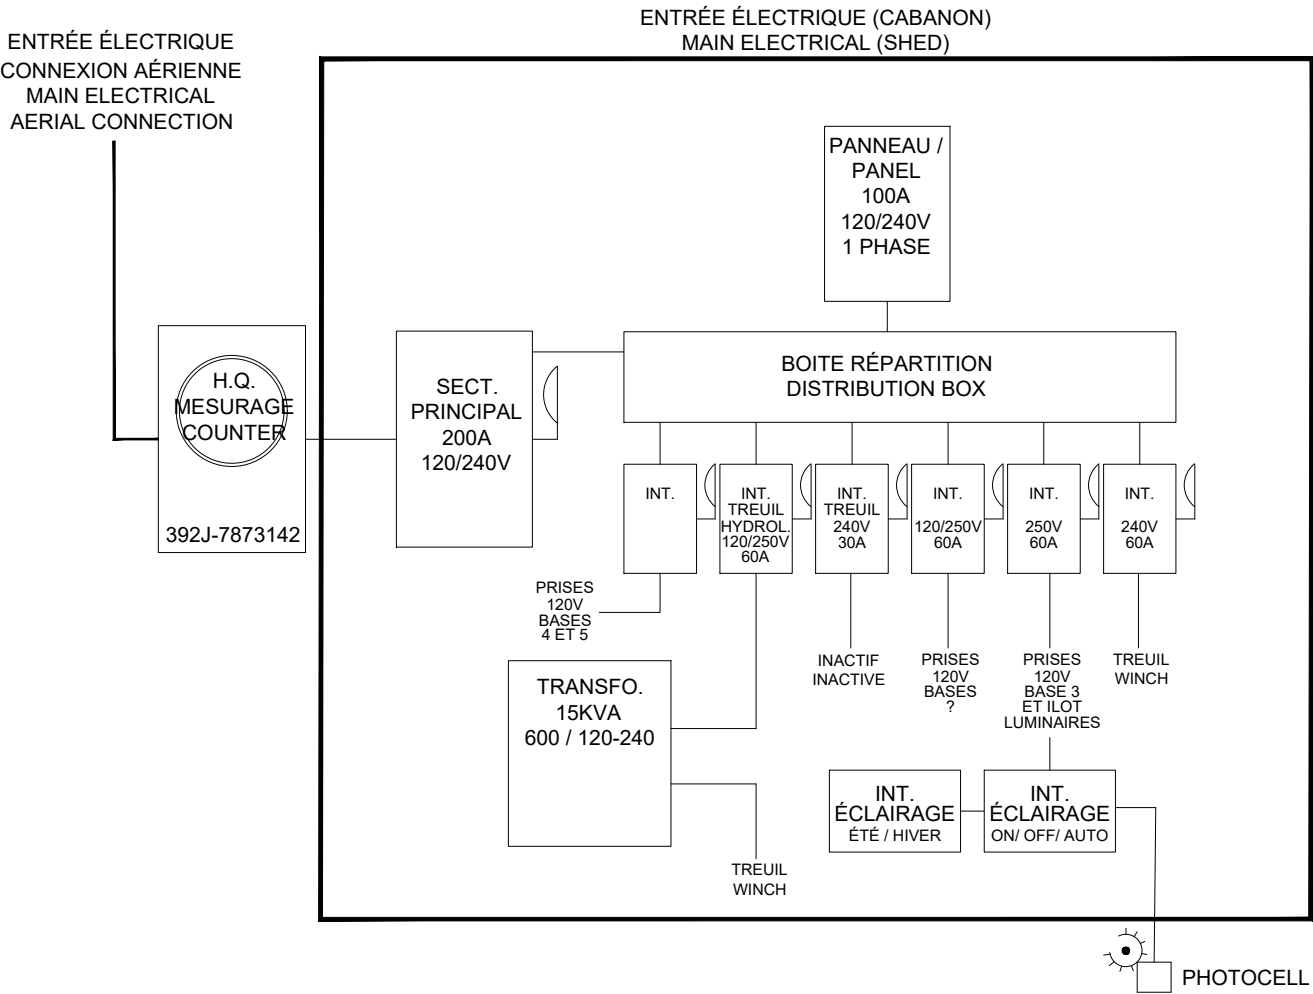 ENTRÉE ÉLECTRIQUE (CABANON)
MAIN ELECTRICAL (SHED)
ENTRÉE ÉLECTRIQUE
CONNEXION AÉRIENNE
MAIN ELECTRICAL
AERIAL CONNECTION
PANNEAU /
PANEL
100A
120/240V
1 PHASE
H.Q.
MESURAGE
COUNTER
392J-7873142
SECT.
PRINCIPAL
200A
120/240V
BOITE RÉPARTITION
DISTRIBUTION BOX
INT.
INT.
TREUIL
HYDROL.
120/250V
60A
INT.
TREUIL
240V
30A
INT.
120/250V
60A
INT.
250V
60A
INT.
240V
60A
PRISES
120V
BASES
4 ET 5
INACTIF
INACTIVE
PRISES
120V
BASES
?
PRISES
120V
BASE 3
ET ILOT
LUMINAIRES
TREUIL
WINCH
TRANSFO.
15KVA
600 / 120-240
TREUIL
WINCH
INT.
ÉCLAIRAGE
ÉTÉ / HIVER
INT.
ÉCLAIRAGE
ON/ OFF/ AUTO
PHOTOCELL